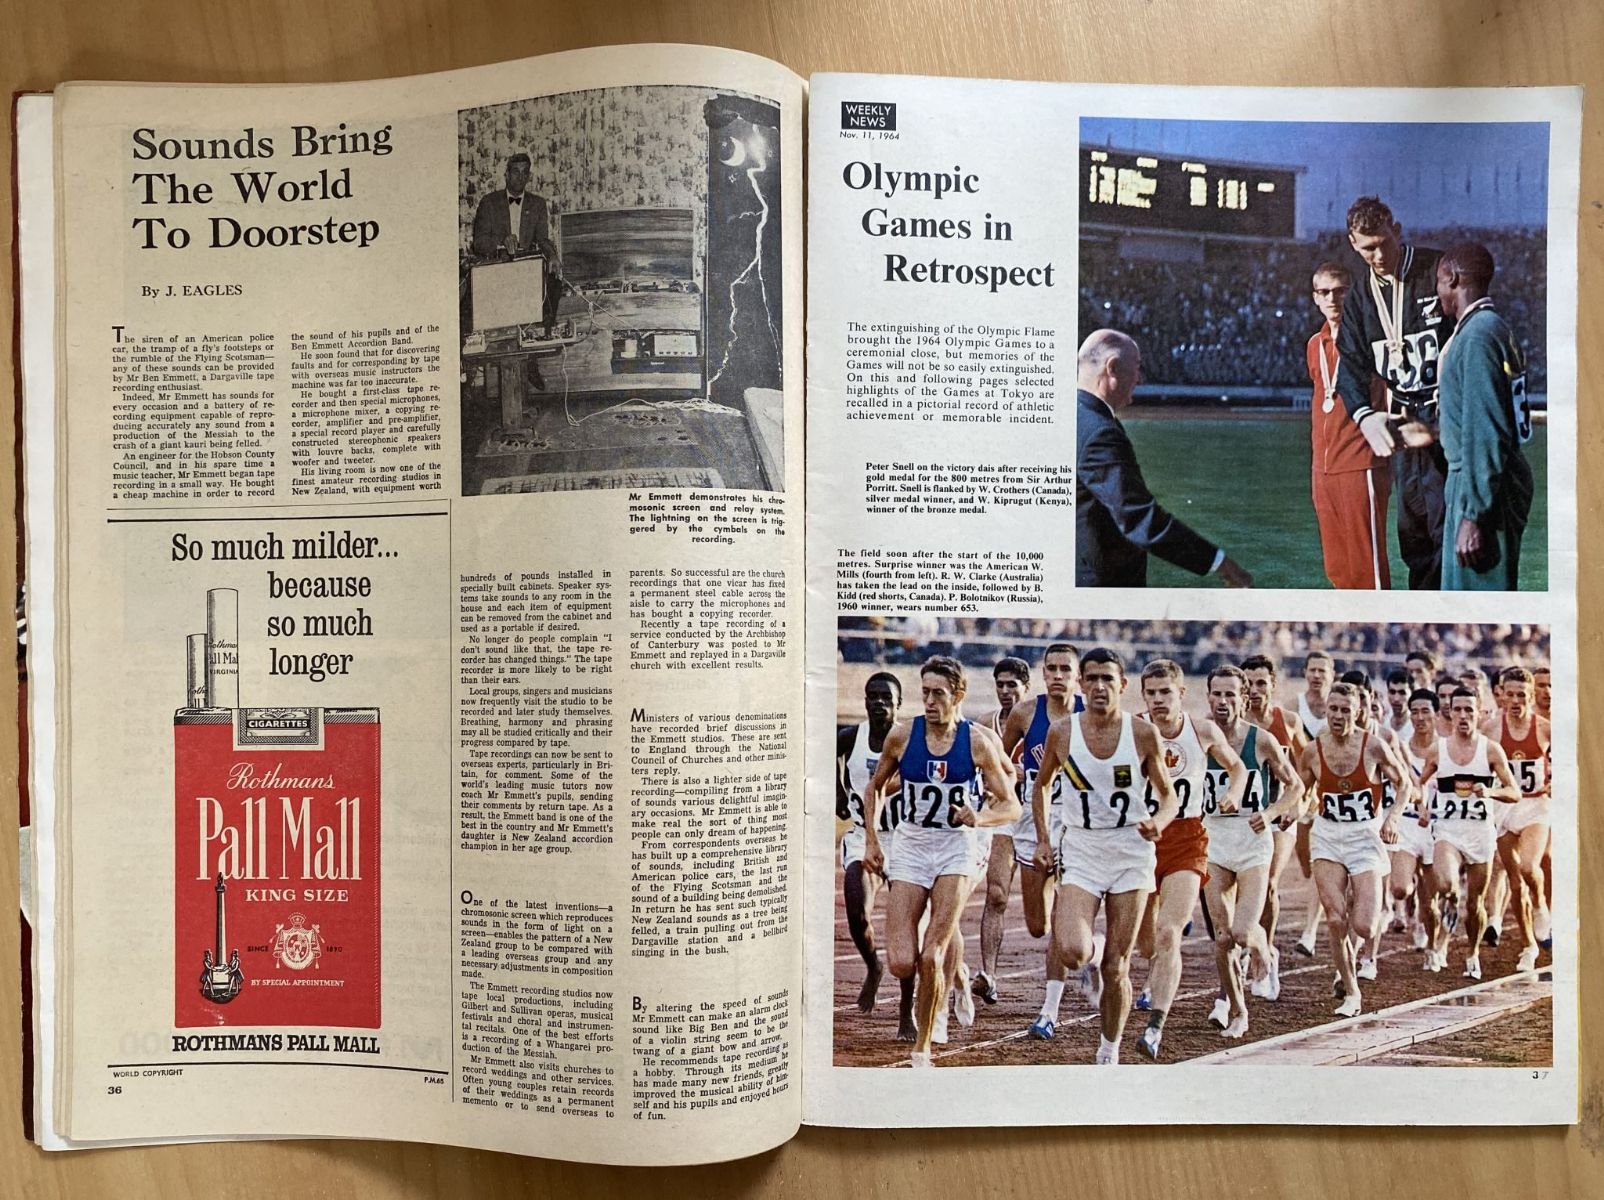 Sounds Bring
The World
To Doorstep
By J. EAGLES
The siren of an American police
car, the tramp of a fly's footsteps or
the rumble of the Flying Scotsman—
any of these sounds can be provided
by Mr Ben Emmett, a Dargaville tape
recording enthusiast.
Indeed, Mr Emmett has sounds for
every occasion and a battery of re-
cording equipment capable of repro-
ducing accurately any sound from a
production of the Messiah to the
crash of a giant kauri being felled.
An engineer for the Hobson County
Council, and in his spare time a
music teacher, Mr Emmett began tape
recording in a small way. He bought
a cheap machine in order to record
the sound of his pupils and of the
Ben Emmett Accordion Band.
He soon found that for discovering
faults and for corresponding by tape
with overseas music instructors the
machine was far too inaccurate.
He bought a first-class tape re-
corder and then special microphones,
a microphone mixer, a copying re-
corder, amplifier and pre-amplifier,
a special record player and carefully
constructed stereophonic speakers
with louvre backs, complete with
woofer and tweeter.
His living room is now one of the
finest amateur recording studios in
New Zealand, with equipment worth
Mr Emmett demonstrates his chro-
mosonic screen and relay system.
The lightning on the screen is trig-
gered by the cymbals on the
recording.
So much milder...
because
so much
longer
CIGARETTES
Rothmans
Pall Mall
KING SIZE
SINCE 1890
BY SPECIAL APPOINTMENT
ROTHMANS PALL MALL
WORLD COPYRIGHT
P.M.65
36
hundreds of pounds installed in
specially built cabinets. Speaker sys-
tems take sounds to any room in the
house and each item of equipment
can be removed from the cabinet and
used as a portable if desired.
No longer do people complain "I
don't sound like that, the tape re-
corder has changed things." The tape
recorder is more likely to be right
than their ears.
Local groups, singers and musicians
now frequently visit the studio to be
recorded and later study themselves.
Breathing, harmony and phrasing
may all be studied critically and their
progress compared by tape.
Tape recordings can now be sent to
overseas experts, particularly in Bri-
tain, for comment. Some of the
world's leading music tutors now
coach Mr Emmett's pupils, sending
their comments by return tape. As a
result, the Emmett band is one of the
best in the country and Mr Emmett's
daughter is New Zealand accordion
champion in her age group.
One of the latest inventions—a
chromosonic screen which reproduces
sounds in the form of light on a
screen—enables the pattern of a New
Zealand group to be compared with
a leading overseas group and any
necessary adjustments in composition
made.
The Emmett recording studios now
tape local productions, including
Gilbert and Sullivan operas, musical
festivals and choral and instrumen-
tal recitals. One of the best efforts
is a recording of a Whangarei pro-
duction of the Messiah.
Mr Emmett also visits churches to
record weddings and other services.
Often young couples retain records
of their weddings as a permanent
memento or to send overseas to
parents. So successful are the church
recordings that one vicar has fixed
a permanent steel cable across the
aisle to carry the microphones and
has bought a copying recorder.
Recently a tape recording of a
service conducted by the Archbishop
of Canterbury was posted to Mr
Emmett and replayed in a Dargaville
church with excellent results.
Ministers of various denominations
have recorded brief discussions in
the Emmett studios. These are sent
to England through the National
Council of Churches and other minis-
ters reply.
There is also a lighter side of tape
recording—compiling from a library
of sounds various delightful imagin-
ary occasions. Mr Emmett is able to
make real the sort of thing most
people can only dream of happening.
From correspondents overseas he
has built up a comprehensive library
of sounds, including British and
American police cars, the last run
of the Flying Scotsman and the
sound of a building being demolished.
In return he has sent such typically
New Zealand sounds as a tree being
felled, a train pulling out from the
Dargaville station and a bellbird
singing in the bush.
By altering the speed of sounds
Mr Emmett can make an alarm clock
sound like Big Ben and the sound
of a violin string seem to be the
twang of a giant bow and arrow.
He recommends tape recording as
a hobby. Through its medium he
has made many new friends, greatly
improved the musical ability of him-
self and his pupils and enjoyed hours
of fun.
WEEKLY
NEWS
Nov. 11, 1964
Olympic
Games in
Retrospect
The extinguishing of the Olympic Flame
brought the 1964 Olympic Games to a
ceremonial close, but memories of the
Games will not be so easily extinguished.
On this and following pages selected
highlights of the Games at Tokyo are
recalled in a pictorial record of athletic
achievement or memorable incident.
Peter Snell on the victory dais after receiving his
gold medal for the 800 metres from Sir Arthur
Porritt. Snell is flanked by W. Crothers (Canada),
silver medal winner, and W. Kiprugut (Kenya),
winner of the bronze medal.
The field soon after the start of the 10,000
metres. Surprise winner was the American W.
Mills (fourth from left). R. W. Clarke (Australia)
has taken the lead on the inside, followed by B.
Kidd (red shorts, Canada). P. Bolotnikov (Russia),
1960 winner, wears number 653.
128
12
653
213
37